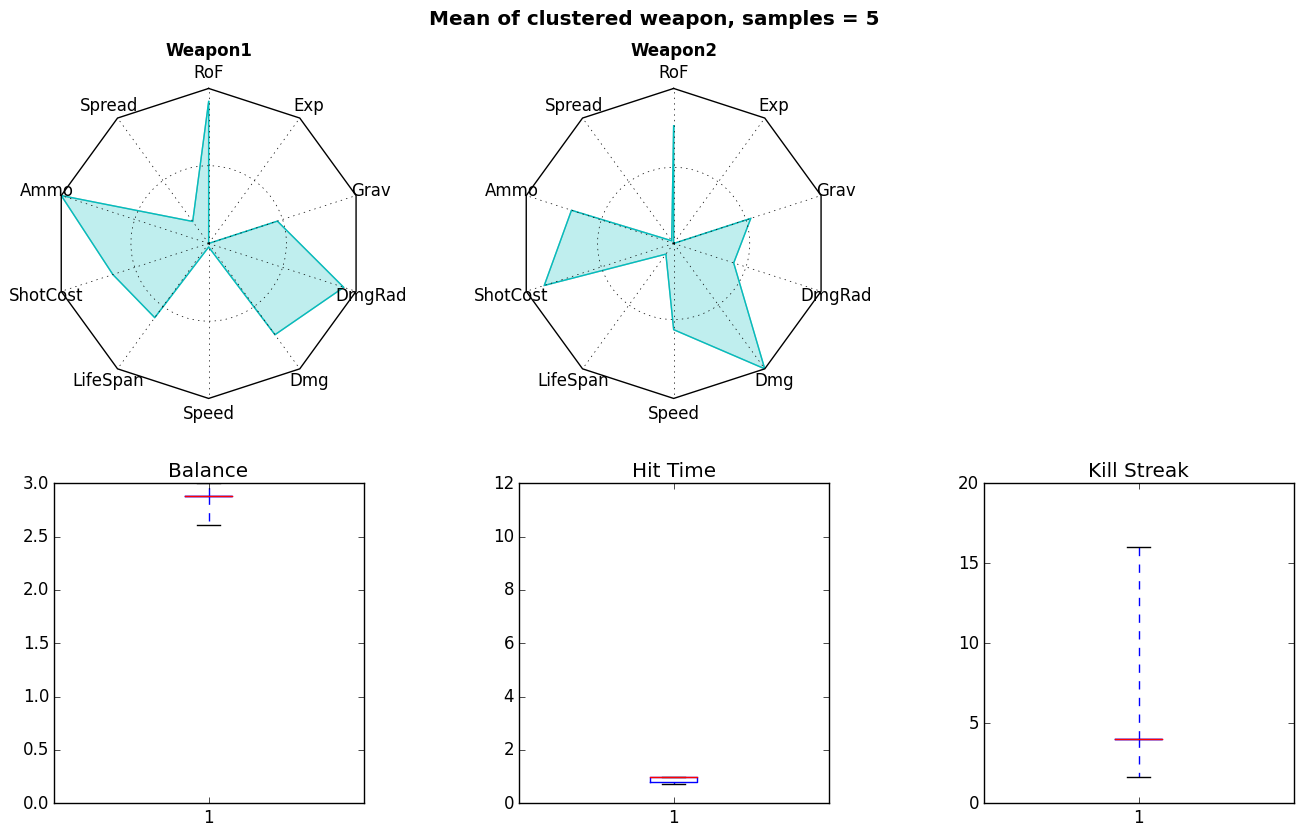 Mean of clustered weapon, samples = 5
Weapon1
RoF
Spread
Exp
Ammo
Grav
ShotCost
DmgRad
LifeSpan
Dmg
Speed
Weapon2
RoF
Spread
Exp
Ammo
Grav
ShotCost
DmgRad
LifeSpan
Dmg
Speed
Balance
3.0
2.5
2.0
1.5
1.0
0.5
0.0
1
Hit Time
12
10
8
6
4
2
0
1
Kill Streak
20
15
10
5
0
1